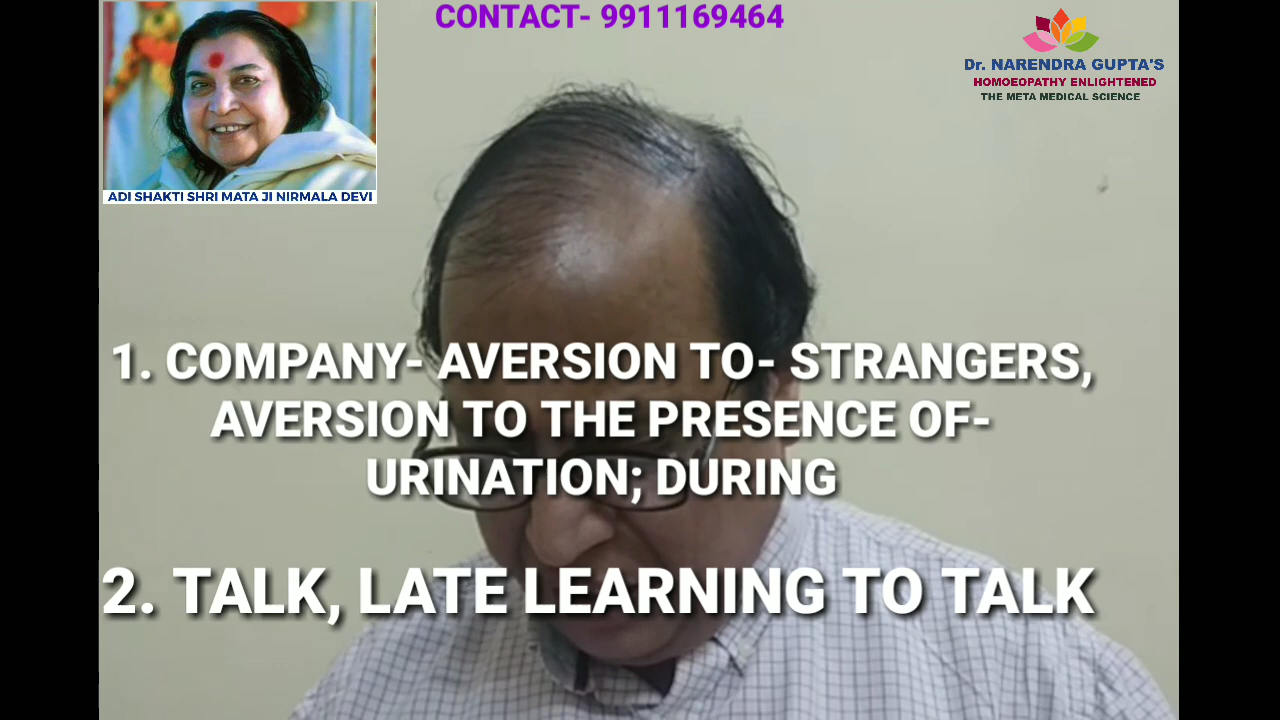 CONTACT- 9911169464
Dr. NARENDRA GUPTA'S
HOMOEOPATHY ENLIGHTENED
THE META MEDICAL SCIENCE
ADI SHAKTI SHRI MATA JI NIRMALA DEVI
1. COMPANY- AVERSION TO- STRANGERS,
AVERSION TO THE PRESENCE OF-
URINATION; DURING
2. TALK, LATE LEARNING TO TALK